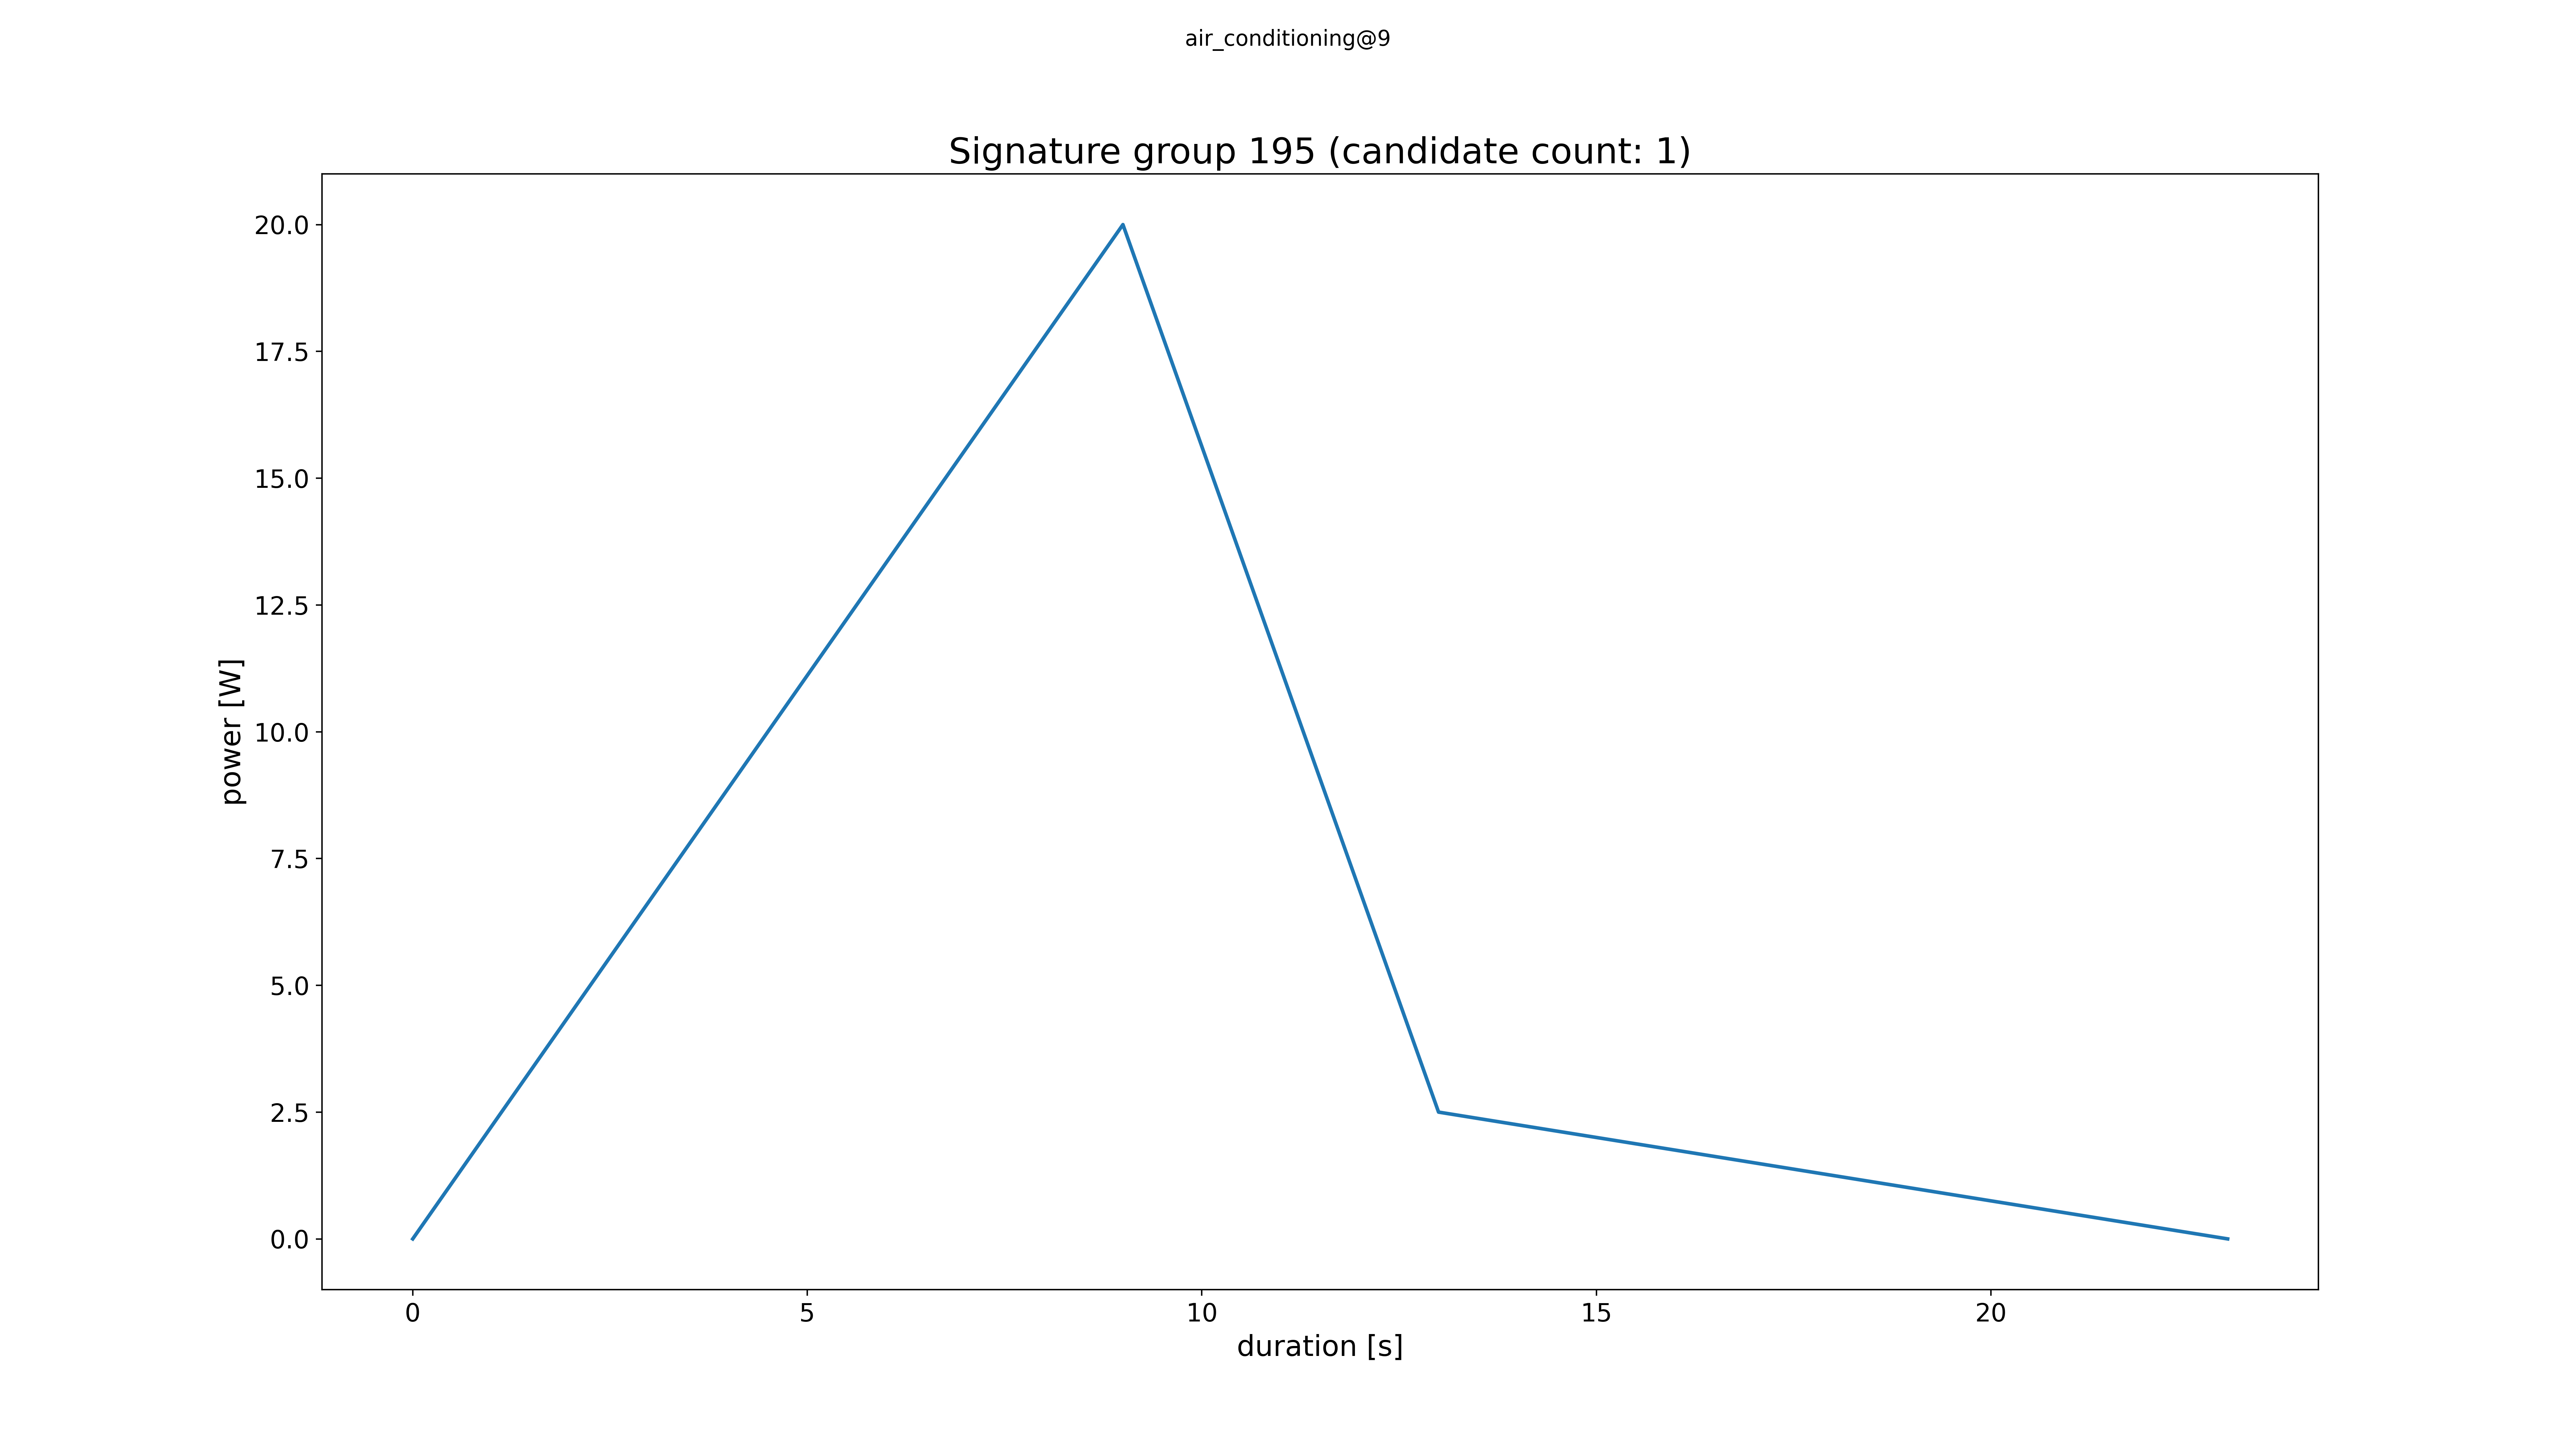 air_conditioning@9
Signature group 195 (candidate count: 1)
20.0
17.5
15.0
12.5
10.0
7.5
5.0
2.5
0.0
power [W]
0 5 10 15 20
duration [s]